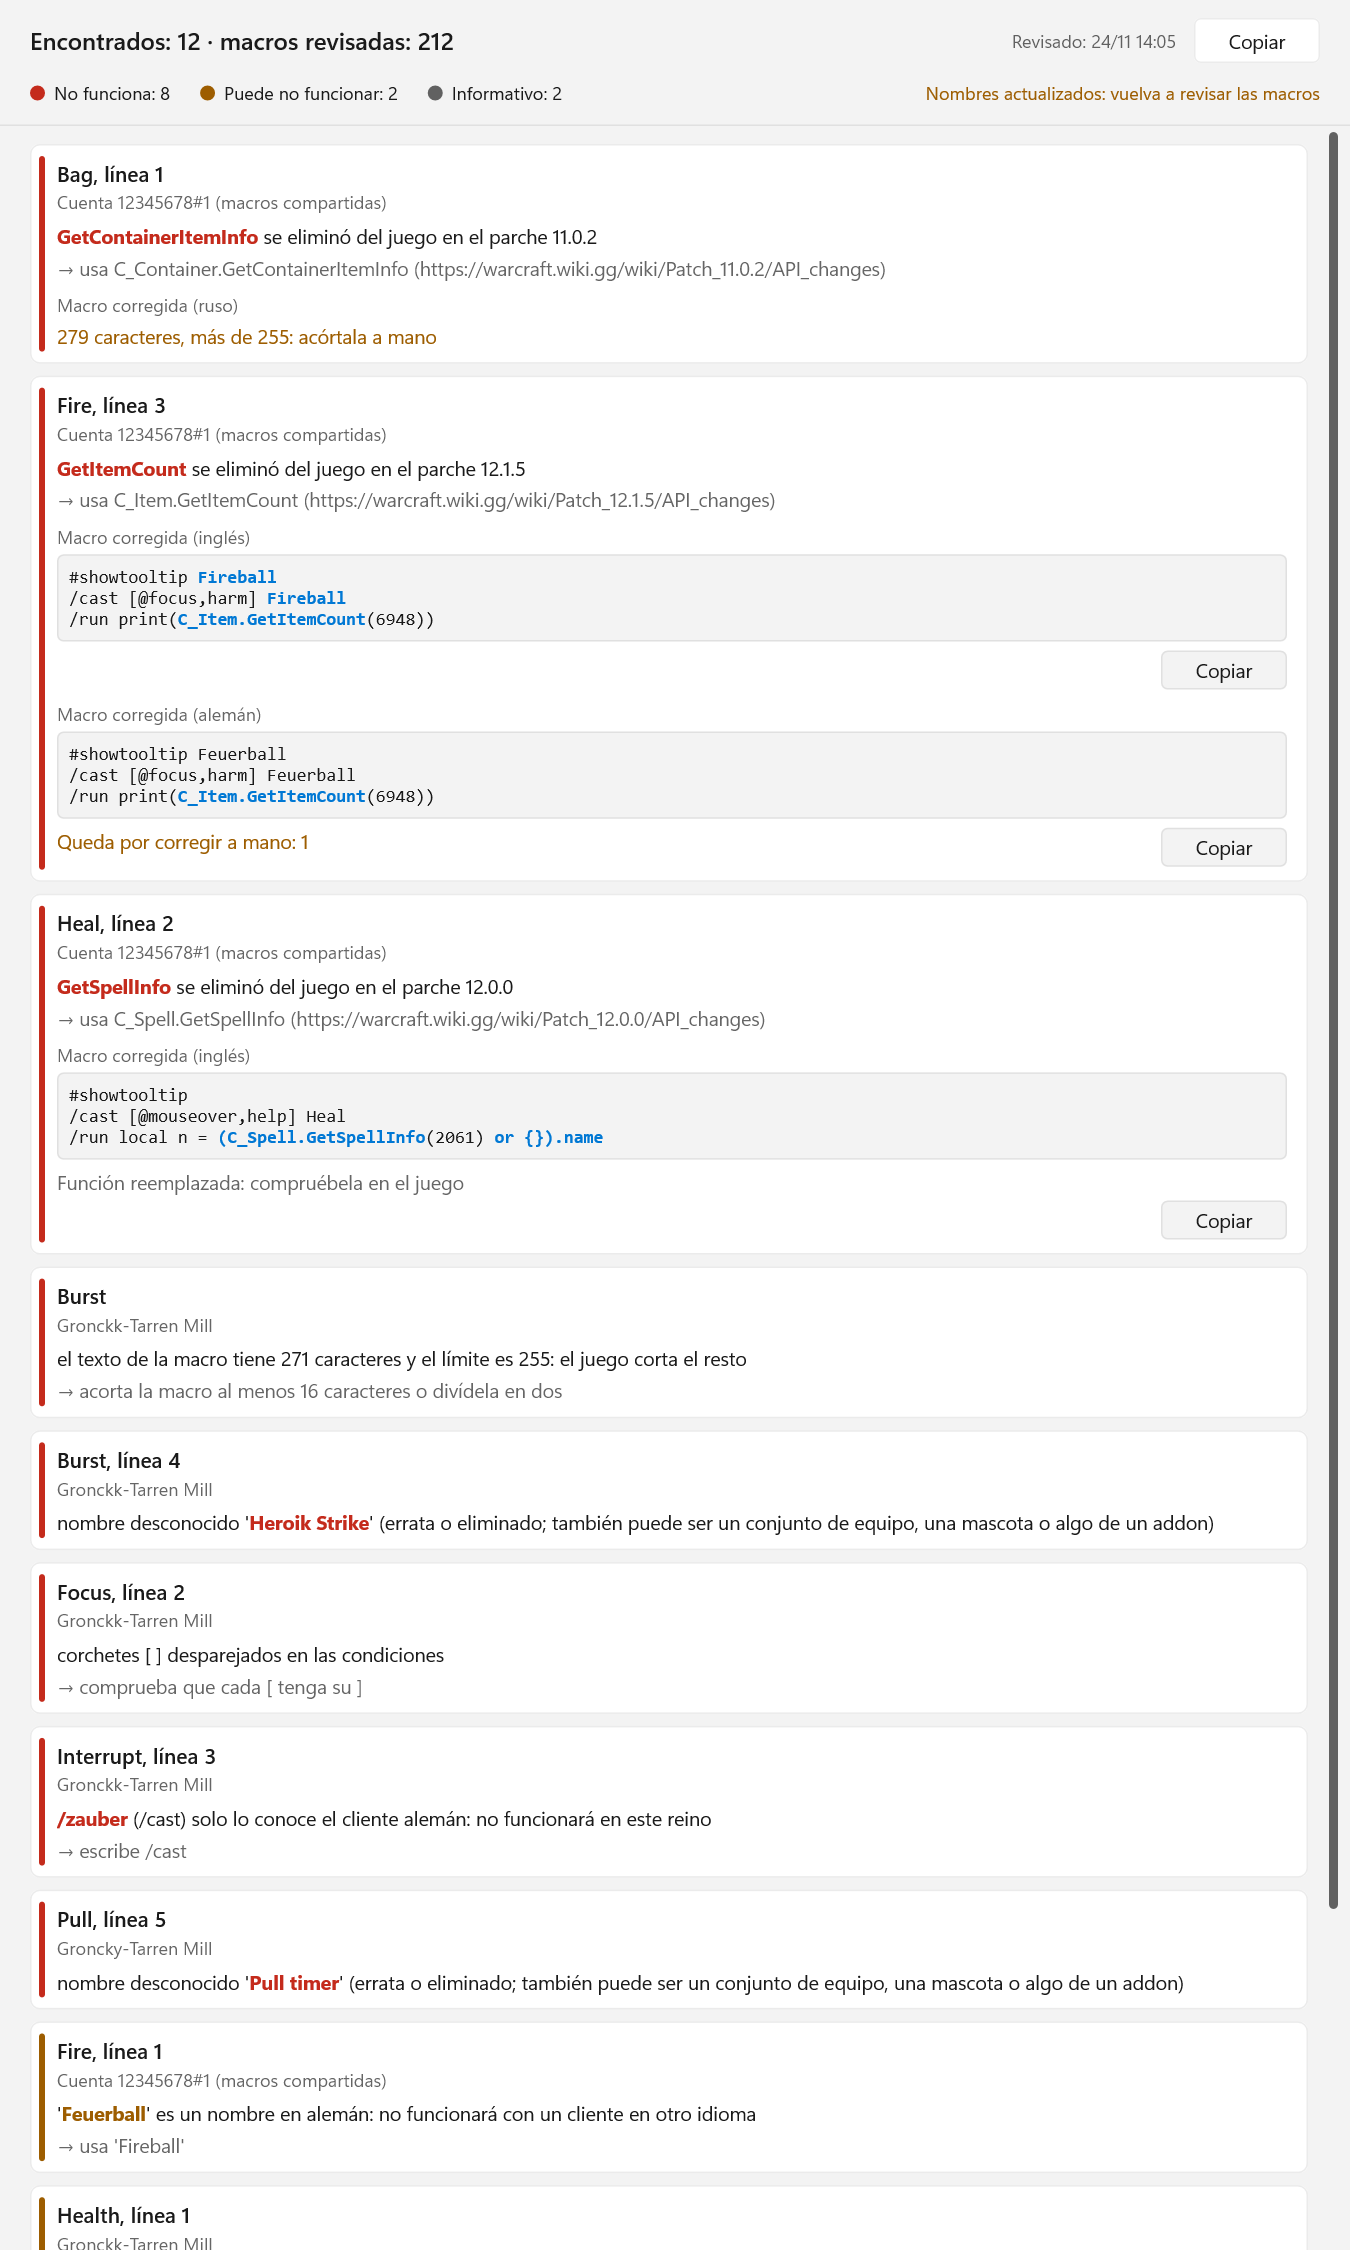 Encontrados: 12 · macros revisadas: 212
Revisado: 24/11 14:05
Copiar
No funciona: 8
Puede no funcionar: 2
Informativo: 2
Nombres actualizados: vuelva a revisar las macros
Bag, línea 1
Cuenta 12345678#1 (macros compartidas)
GetContainerItemInfo se eliminó del juego en el parche 11.0.2
→ usa C_Container.GetContainerItemInfo (https://warcraft.wiki.gg/wiki/Patch_11.0.2/API_changes)
Macro corregida (ruso)
279 caracteres, más de 255: acórtala a mano
Fire, línea 3
Cuenta 12345678#1 (macros compartidas)
GetItemCount se eliminó del juego en el parche 12.1.5
→ usa C_Item.GetItemCount (https://warcraft.wiki.gg/wiki/Patch_12.1.5/API_changes)
Macro corregida (inglés)
#showtooltip Fireball
/cast [@focus,harm] Fireball
/run print(C_Item.GetItemCount(6948))
Copiar
Macro corregida (alemán)
#showtooltip Feuerball
/cast [@focus,harm] Feuerball
/run print(C_Item.GetItemCount(6948))
Queda por corregir a mano: 1
Copiar
Heal, línea 2
Cuenta 12345678#1 (macros compartidas)
GetSpellInfo se eliminó del juego en el parche 12.0.0
→ usa C_Spell.GetSpellInfo (https://warcraft.wiki.gg/wiki/Patch_12.0.0/API_changes)
Macro corregida (inglés)
#showtooltip
/cast [@mouseover,help] Heal
/run local n = (C_Spell.GetSpellInfo(2061) or {}).name
Función reemplazada: compruébela en el juego
Copiar
Burst
Gronckk-Tarren Mill
el texto de la macro tiene 271 caracteres y el límite es 255: el juego corta el resto
→ acorta la macro al menos 16 caracteres o divídela en dos
Burst, línea 4
Gronckk-Tarren Mill
nombre desconocido 'Heroik Strike' (errata o eliminado; también puede ser un conjunto de equipo, una mascota o algo de un addon)
Focus, línea 2
Gronckk-Tarren Mill
corchetes [ ] desparejados en las condiciones
→ comprueba que cada [ tenga su ]
Interrupt, línea 3
Gronckk-Tarren Mill
/zauber (/cast) solo lo conoce el cliente alemán: no funcionará en este reino
→ escribe /cast
Pull, línea 5
Groncky-Tarren Mill
nombre desconocido 'Pull timer' (errata o eliminado; también puede ser un conjunto de equipo, una mascota o algo de un addon)
Fire, línea 1
Cuenta 12345678#1 (macros compartidas)
'Feuerball' es un nombre en alemán: no funcionará con un cliente en otro idioma
→ usa 'Fireball'
Health, línea 1
Gronckk-Tarren Mill